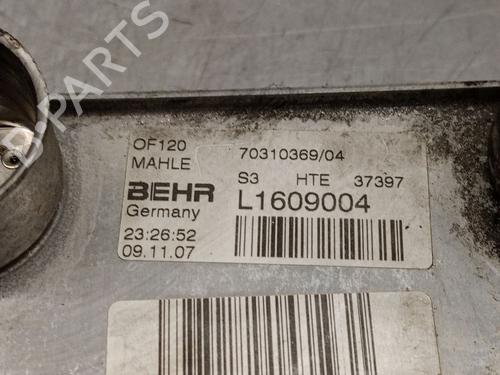 PARTS
OF120 70310369/04
MAHLE S3 HTE 37397
BEHR L1609004
Germany
23:26:52
09.11.07